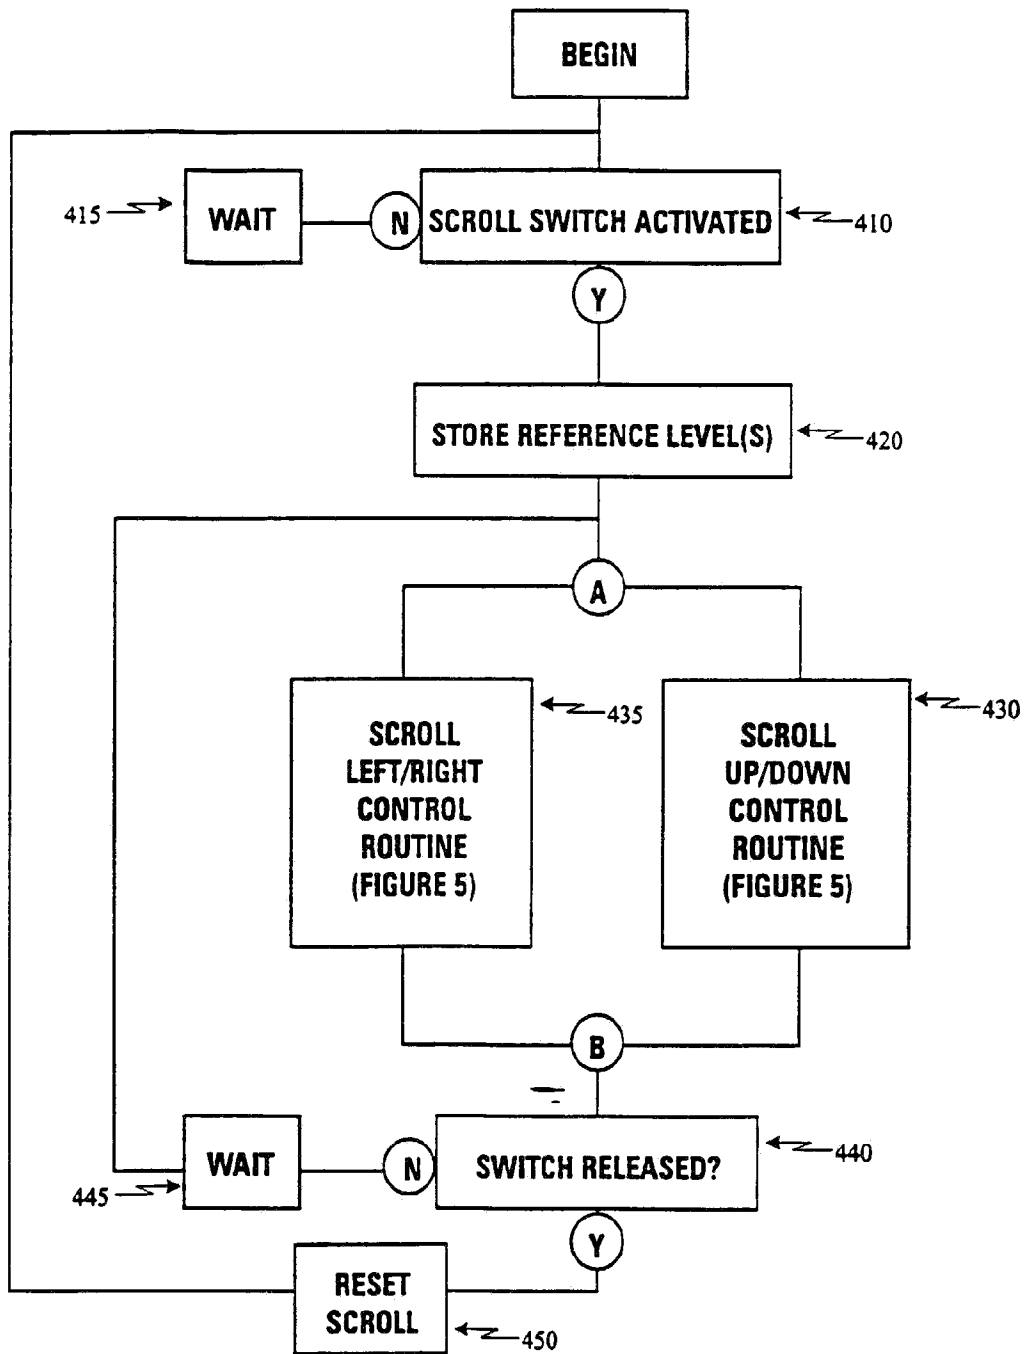 BEGIN
415
WAIT
N
SCROLL SWITCH ACTIVATED
410
Y
STORE REFERENCE LEVEL(S)
420
A
SCROLL
LEFT/RIGHT
CONTROL
ROUTINE
(FIGURE 5)
435
SCROLL
UP/DOWN
CONTROL
ROUTINE
(FIGURE 5)
430
B
445
WAIT
N
SWITCH RELEASED?
440
Y
RESET
SCROLL
450